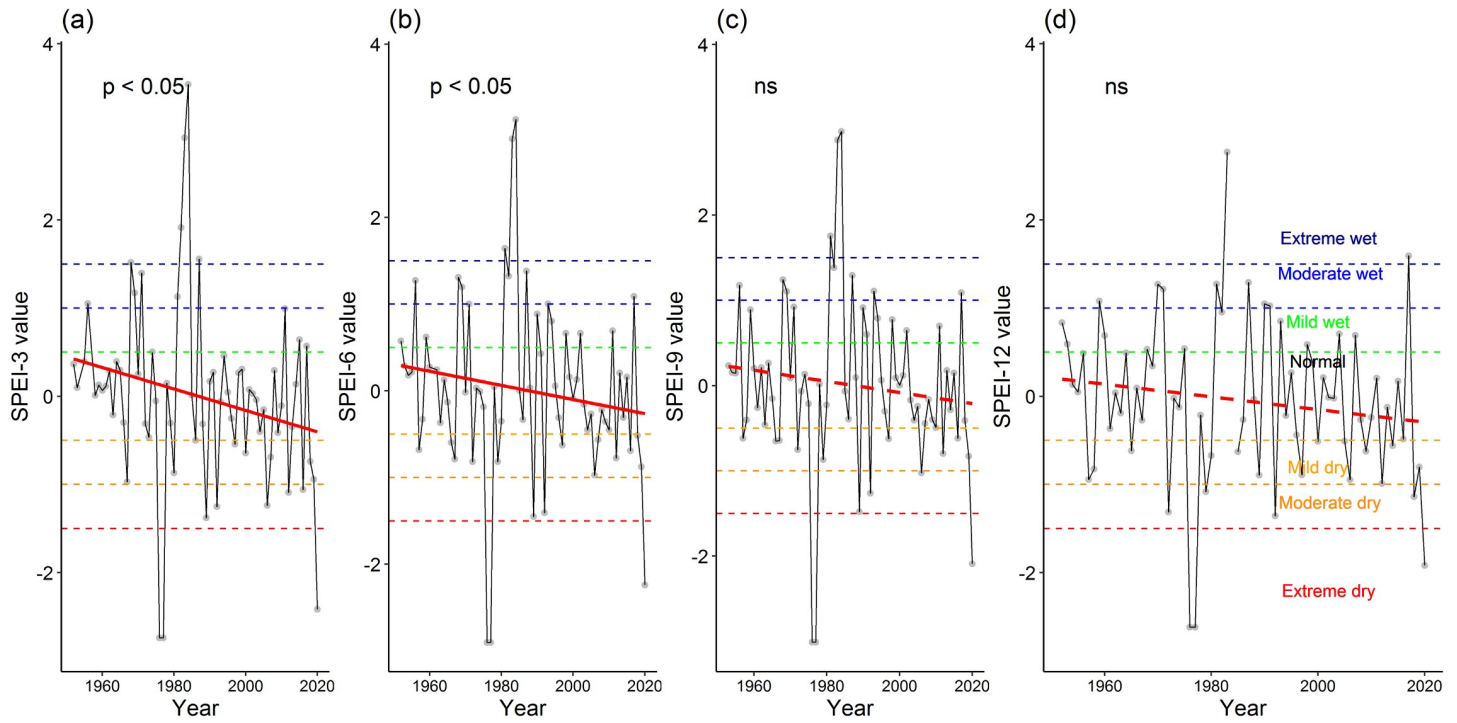 (a)
p < 0.05
SPEI-3 value
4
2
0
-2
1960
1980
2000
2020
Year
(b)
p < 0.05
SPEI-6 value
4
2
0
-2
1960
1980
2000
2020
Year
(c)
ns
SPEI-9 value
4
2
0
-2
1960
1980
2000
2020
Year
(d)
ns
SPEI-12 value
4
2
0
-2
Extreme wet
Moderate wet
Mild wet
Normal
Mild dry
Moderate dry
Extreme dry
1960
1980
2000
2020
Year